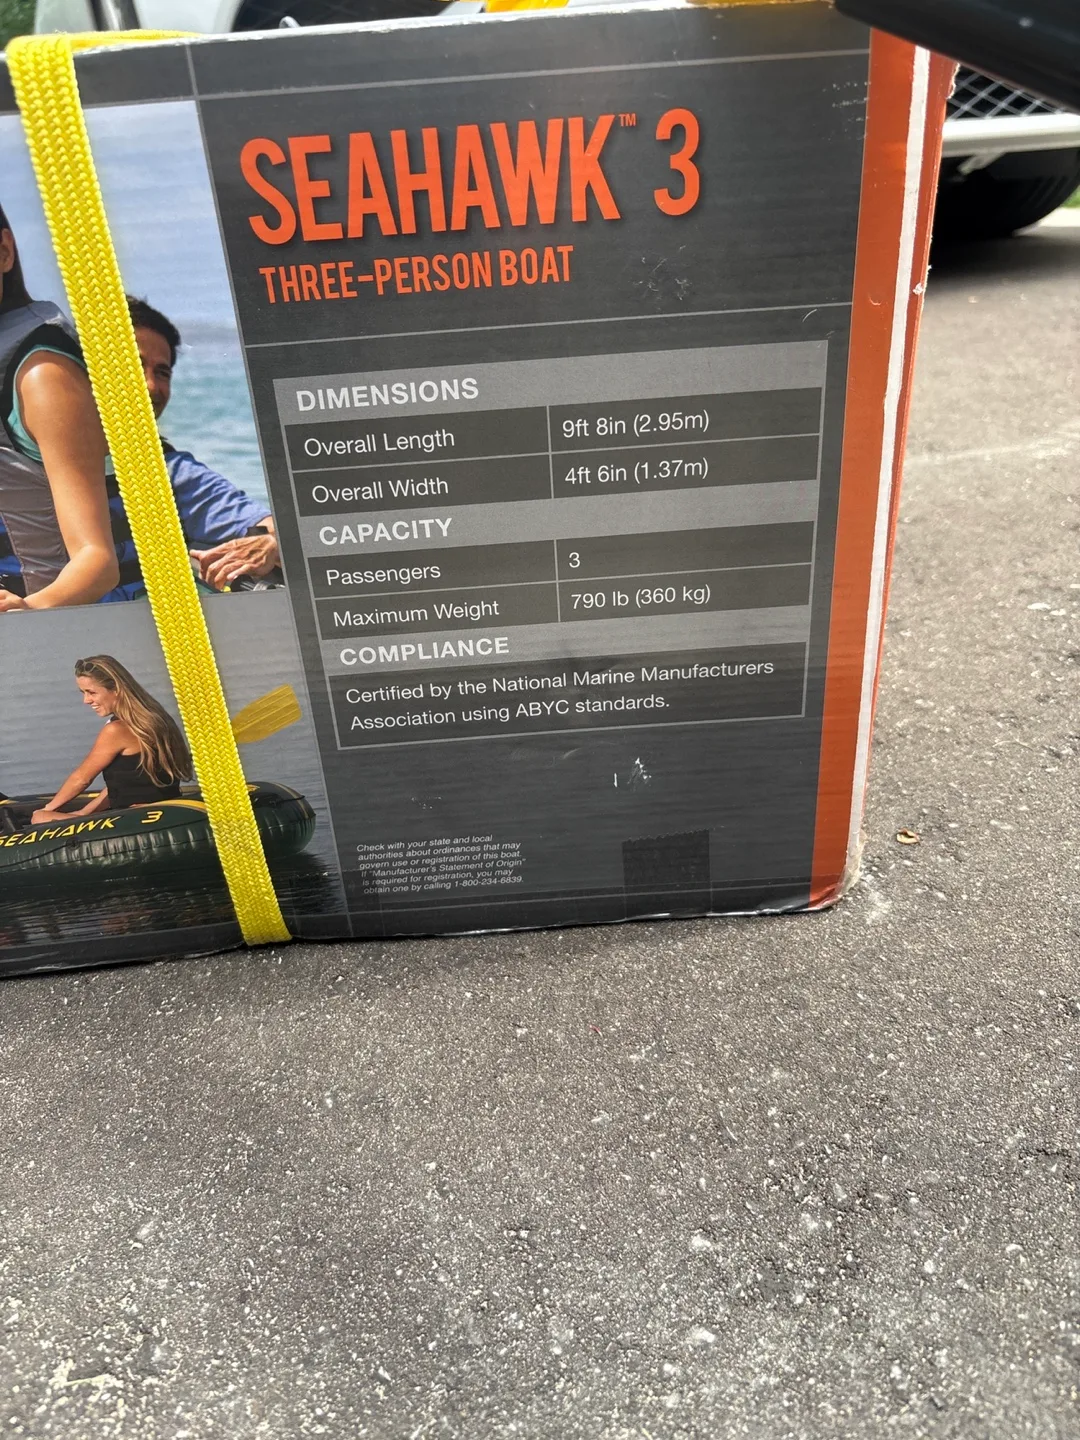 SEAHAWK™ 3
THREE-PERSON BOAT
DIMENSIONS
Overall Length 9ft 8in (2.95m)
Overall Width 4ft 6in (1.37m)
CAPACITY
Passengers 3
Maximum Weight 790 lb (360 kg)
COMPLIANCE
Certified by the National Marine Manufacturers
Association using ABYC standards.
SEAHAWK 3
Check with your state and local
authorities about ordinances that may
govern use or registration of this boat.
If "Manufacturer's Statement of Origin"
is required for registration, you may
obtain one by calling 1-800-234-6839.